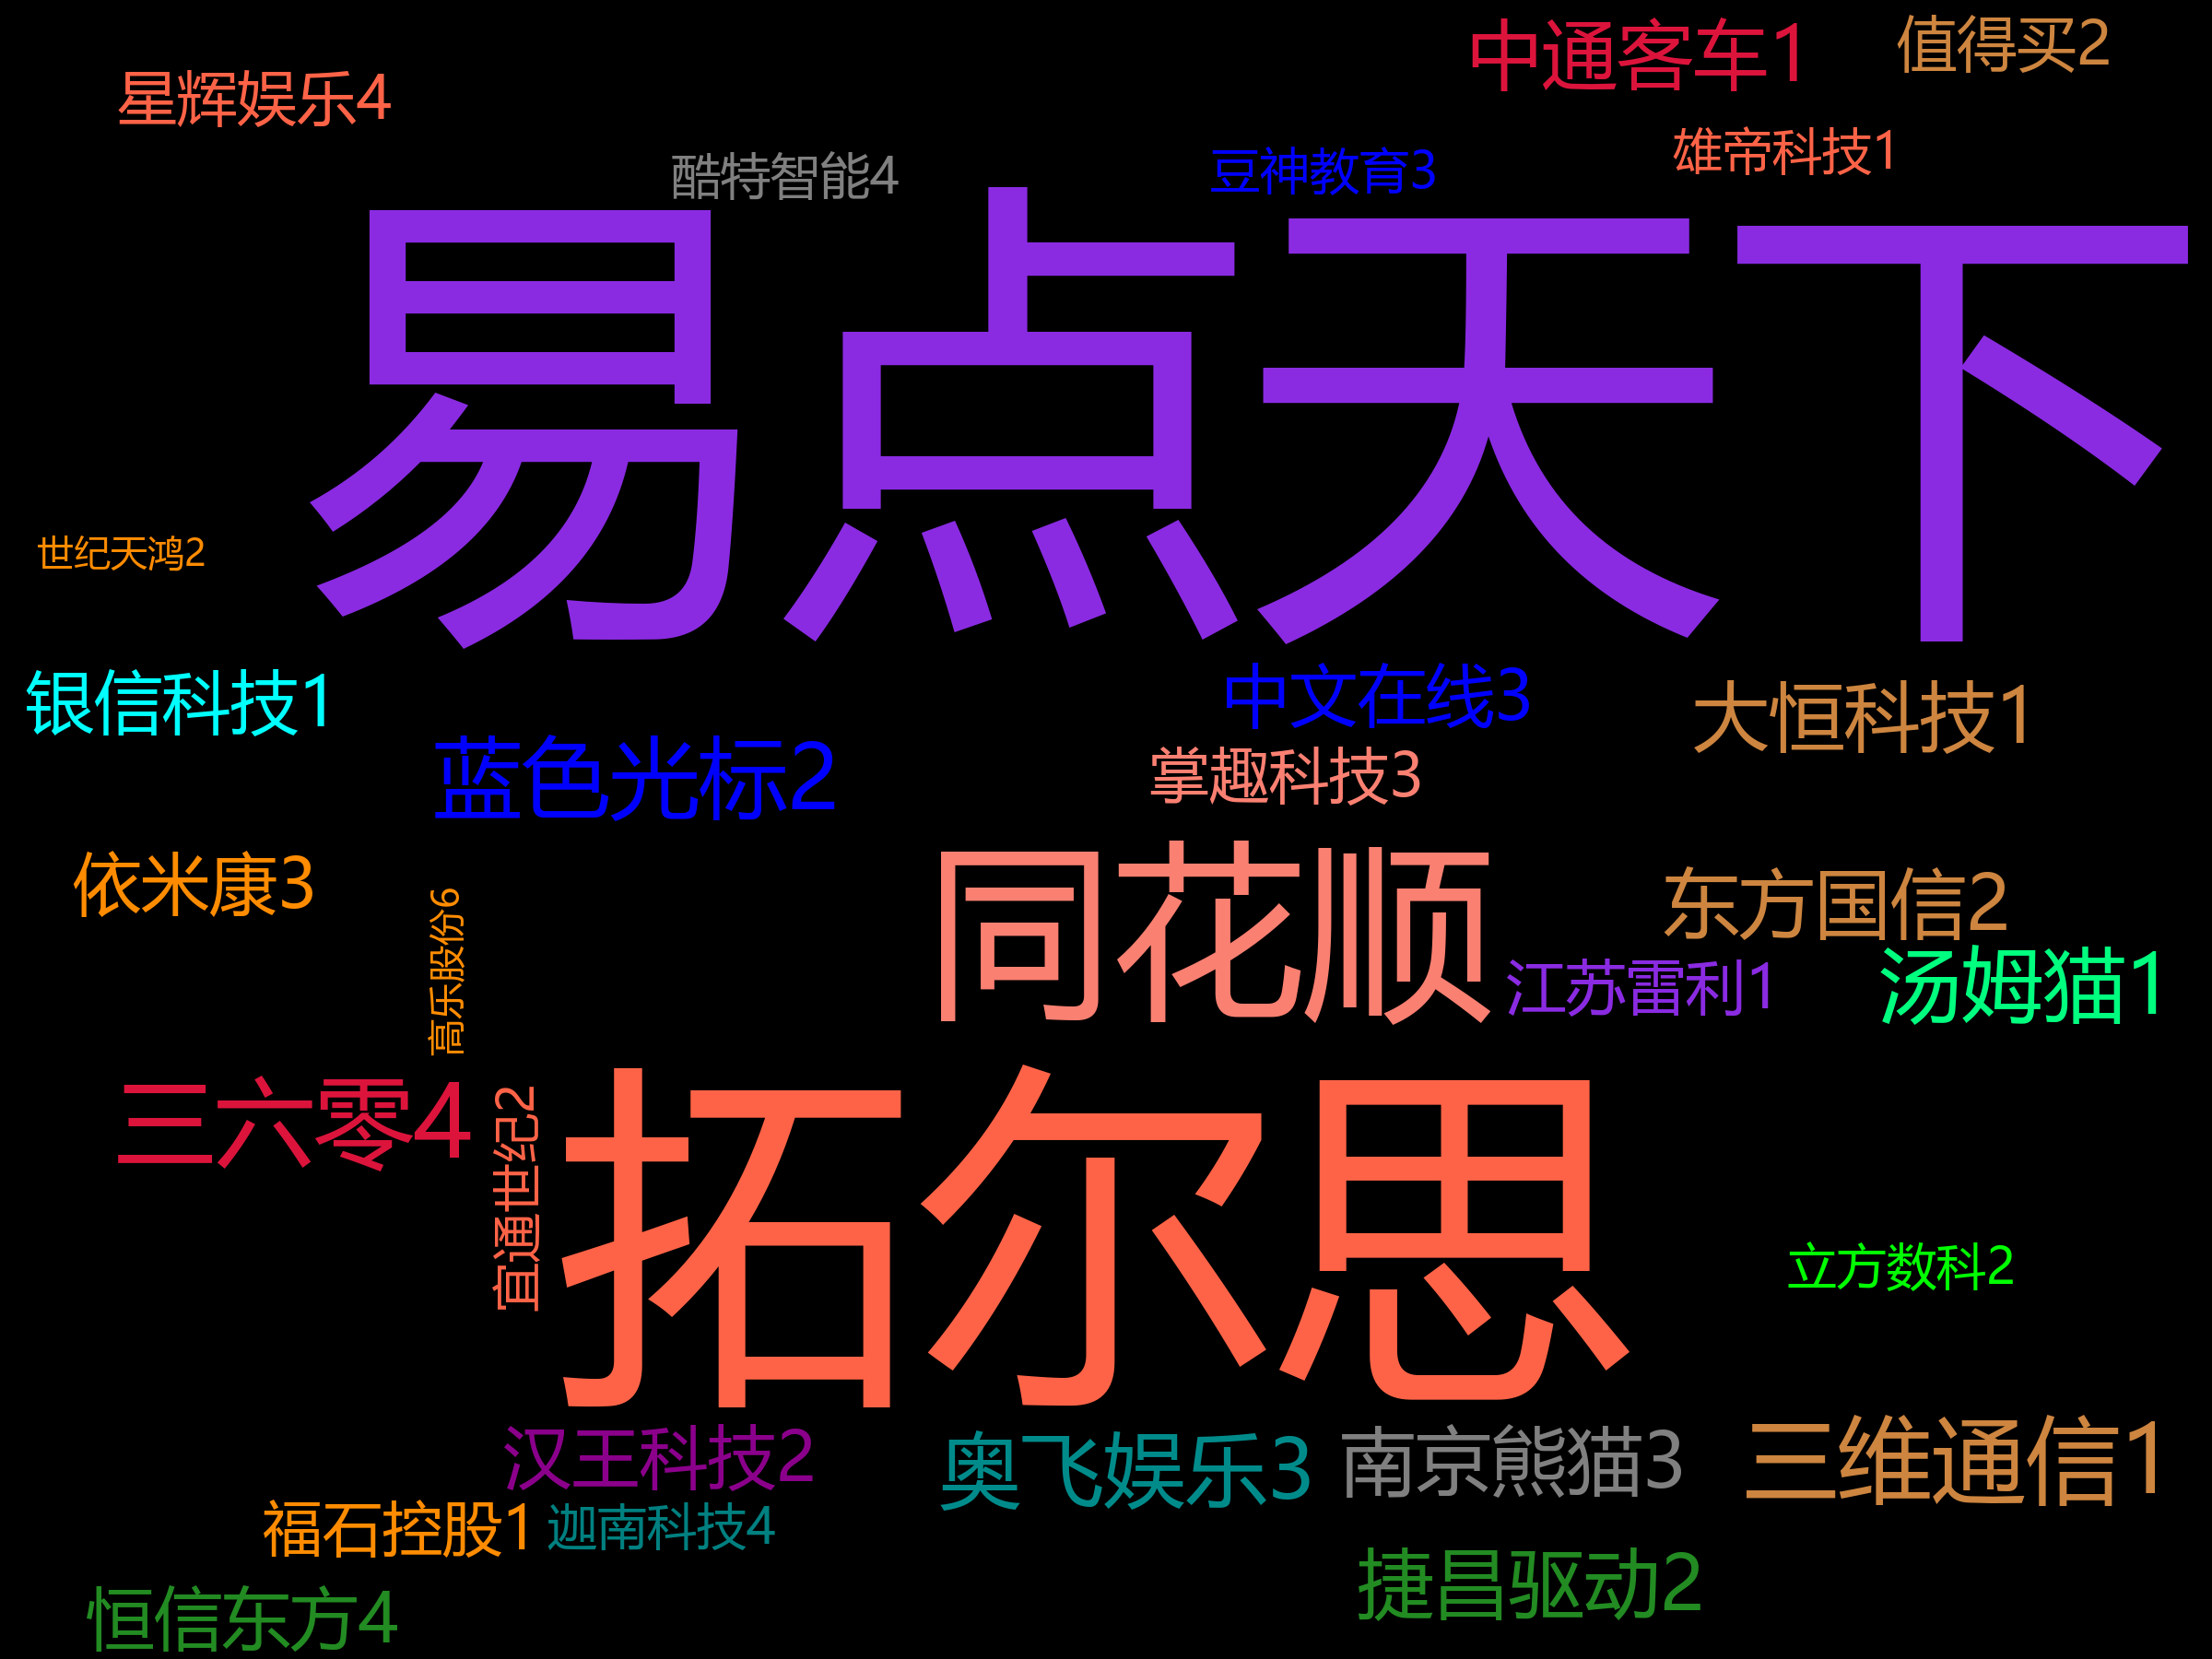 中通客车1
值得买2
星辉娱乐4
雄帝科技1
酷特智能4
豆神教育3
易点天下
世纪天鸿2
银信科技1
中文在线3
大恒科技1
蓝色光标2
掌趣科技3
依米康3
同花顺
东方国信2
高乐股份6
江苏雷利1
汤姆猫1
三六零4
宜通世纪2
拓尔思
立方数科2
汉王科技2
奥飞娱乐3
南京熊猫3
三维通信1
福石控股1
迦南科技4
捷昌驱动2
恒信东方4